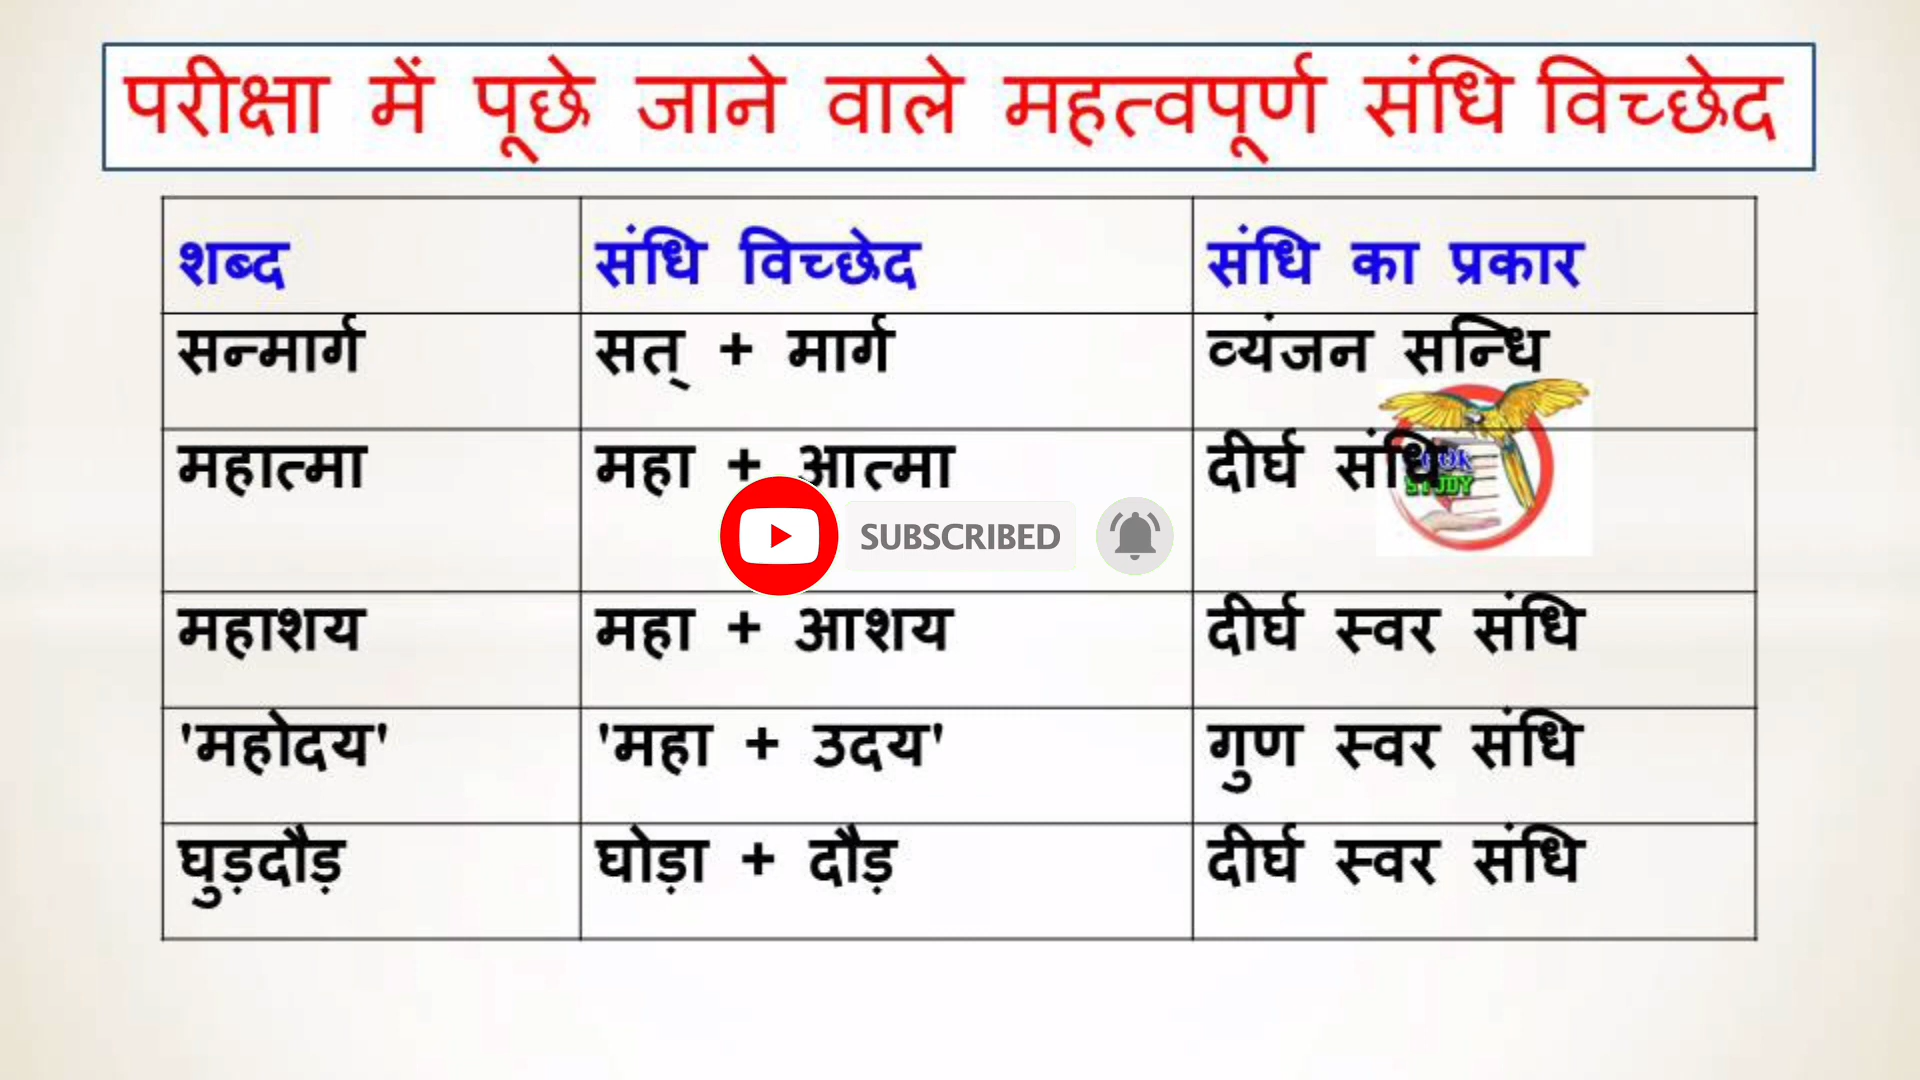 परीक्षा में पूछे जाने वाले महत्वपूर्ण संधि विच्छेद
शब्द संधि विच्छेद संधि का प्रकार
सन्मार्ग सत् + मार्ग व्यंजन सन्धि
महात्मा महा + आत्मा दीर्घ संधि
STUDY
SUBSCRIBED
महाशय महा + आशय दीर्घ स्वर संधि
'महोदय' 'महा + उदय' गुण स्वर संधि
घुड़दौड़ घोड़ा + दौड़ दीर्घ स्वर संधि